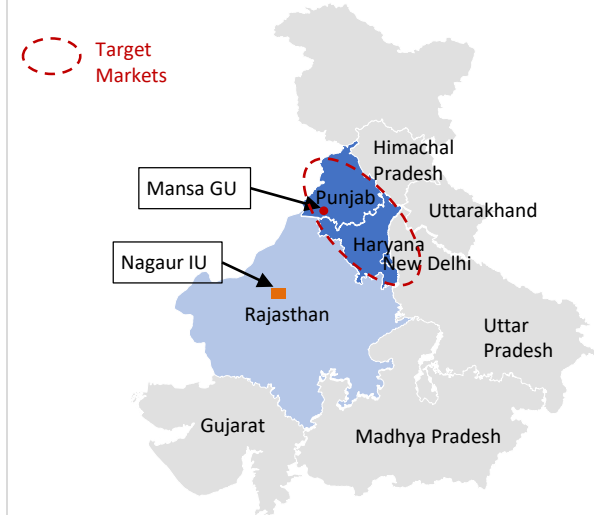 Target
Markets
Himachal
Pradesh
Mansa GU
Punjab
Uttarakhand
Haryana
New Delhi
Nagaur IU
Rajasthan
Uttar
Pradesh
Gujarat
Madhya Pradesh